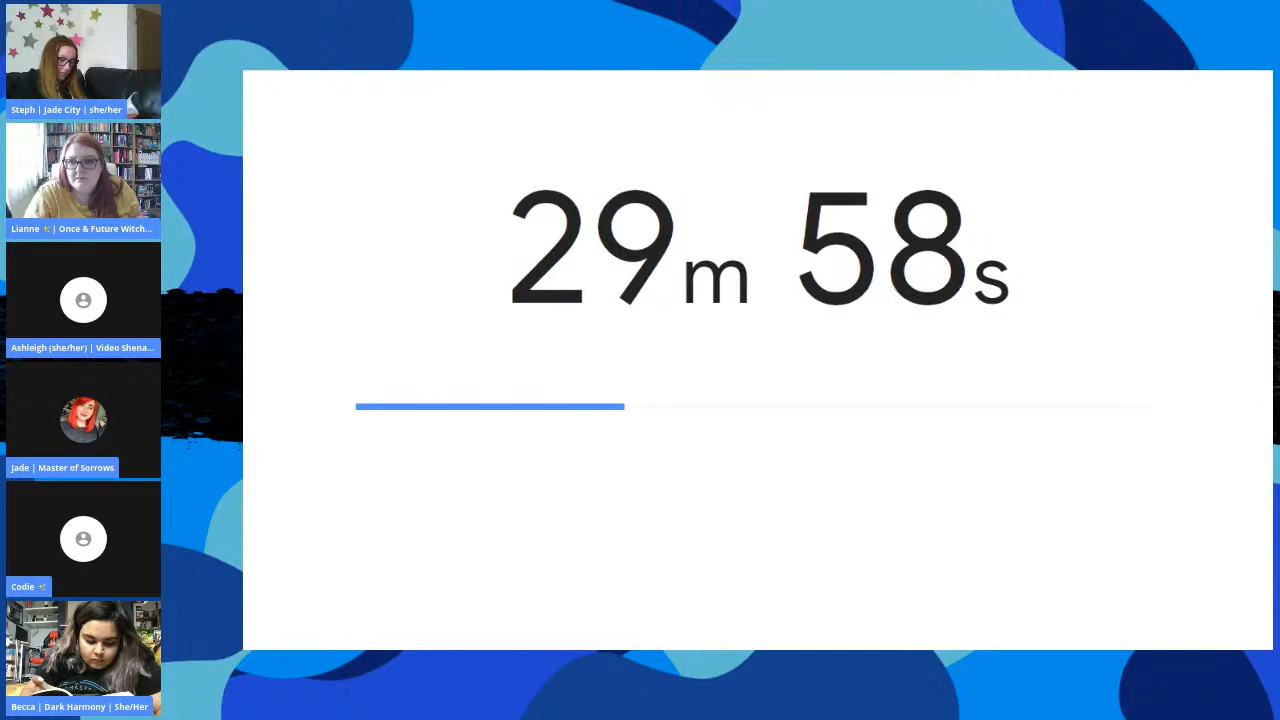 Steph | Jade City | she/her
Lianne ✨ | Once & Future Witch...
Ashleigh (she/her) | Video Shena...
Jade | Master of Sorrows
Codie ✨
Becca | Dark Harmony | She/Her
29m 58s